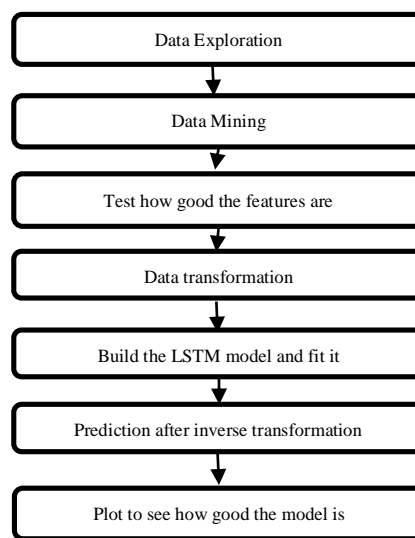 Data Exploration
Data Mining
Test how good the features are
Data transformation
Build the LSTM model and fit it
Prediction after inverse transformation
Plot to see how good the model is